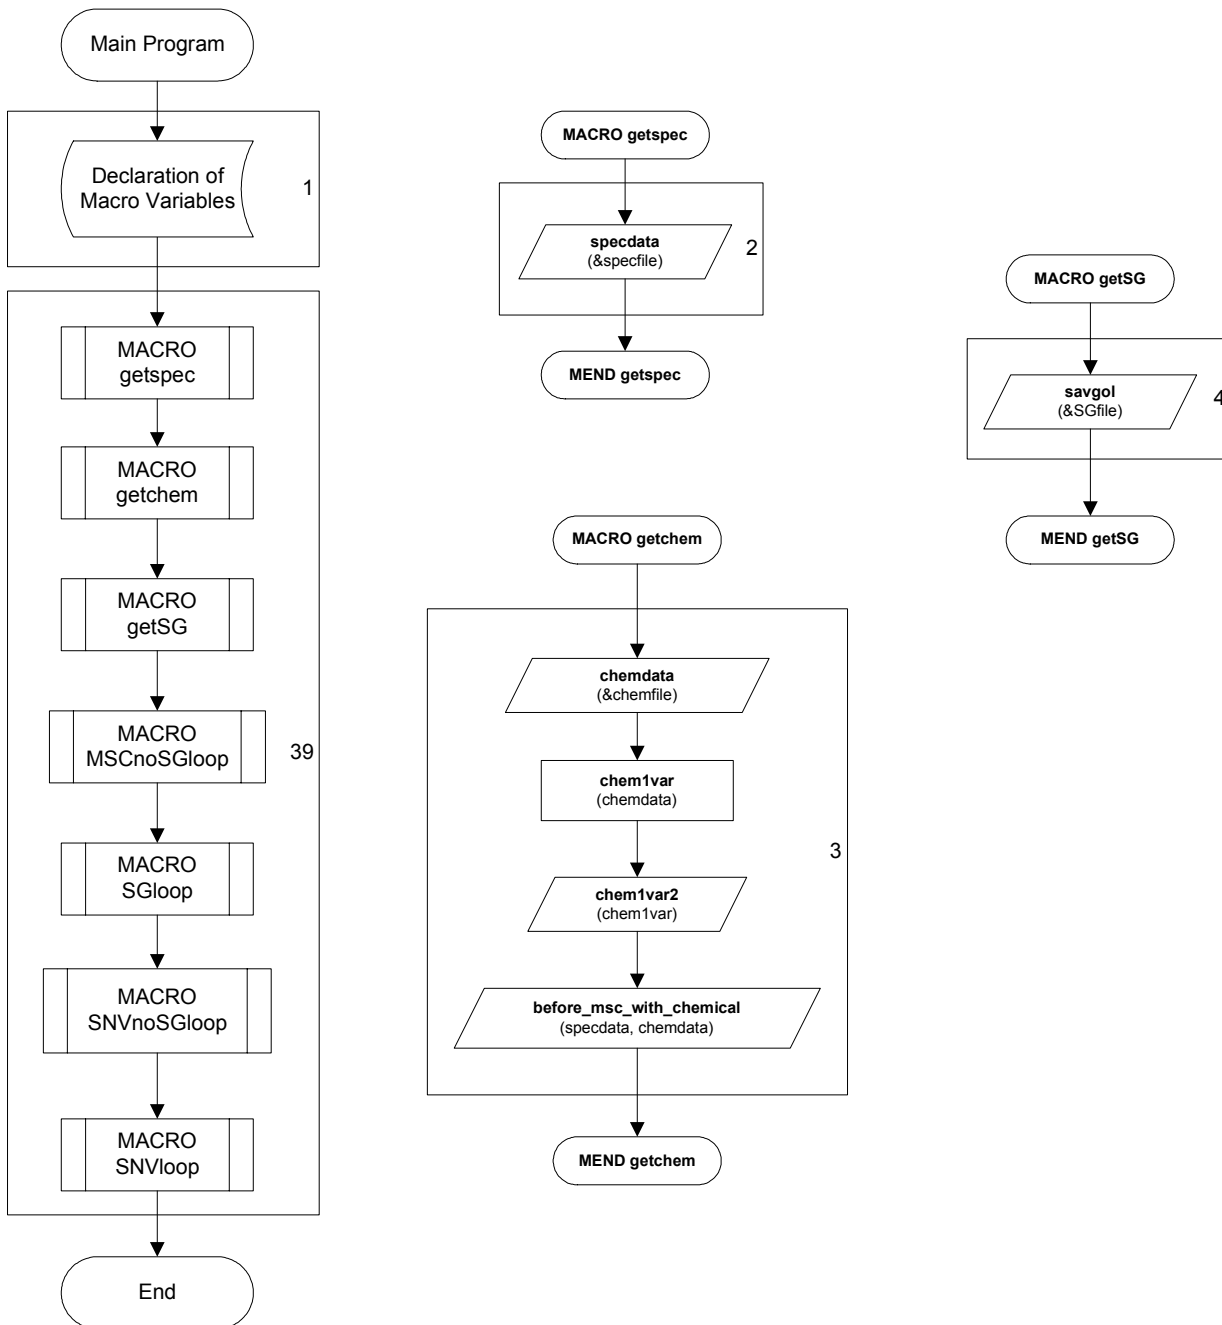 Main Program
Declaration of
Macro Variables
1
MACRO
getspec
MACRO
getchem
MACRO
getSG
MACRO
MSCnoSGloop
39
MACRO
SGloop
MACRO
SNVnoSGloop
MACRO
SNVloop
End
MACRO getspec
specdata
(&specfile)
2
MEND getspec
MACRO getchem
chemdata
(&chemfile)
chem1var
(chemdata)
3
chem1var2
(chem1var)
before_msc_with_chemical
(specdata, chemdata)
MEND getchem
MACRO getSG
savgol
(&SGfile)
4
MEND getSG